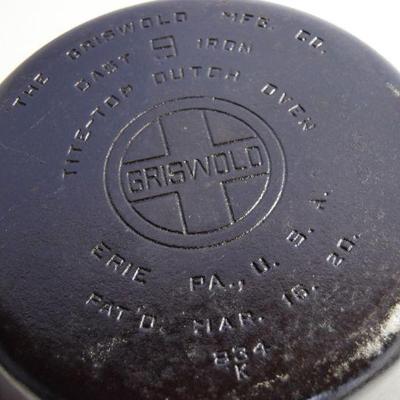 THE GRISWOLD MFG. CO.
CAST 9 IRON
TITE-TOP DUTCH OVEN
GRISWOLD
ERIE PA., U. S. A.
PAT'D. MAR. 16. 20.
834
K